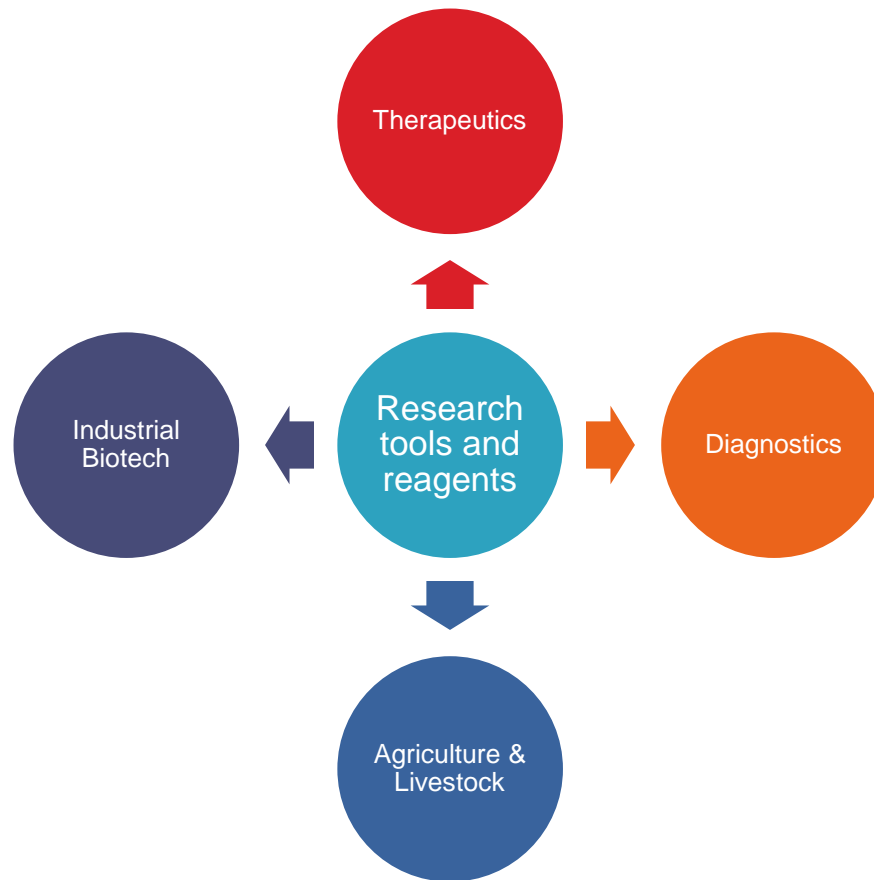 Therapeutics
Industrial
Biotech
Research
tools and
reagents
Diagnostics
Agriculture &
Livestock